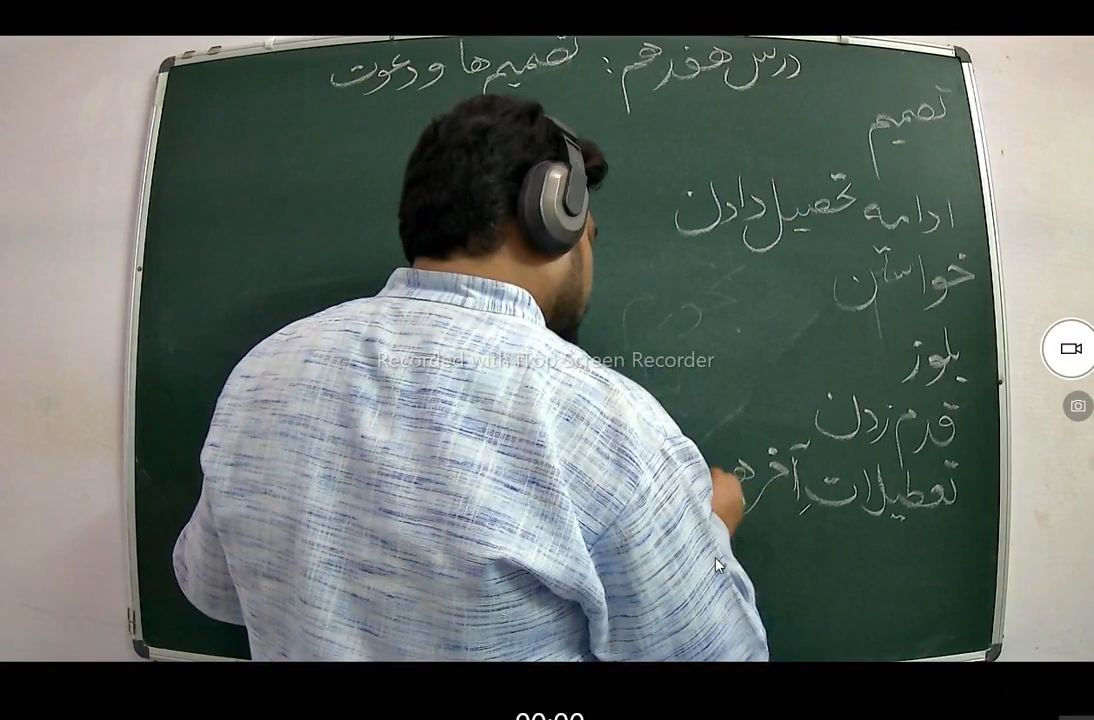 درس هفدهم : تصمیم‌ها و دعوت
تصمیم
ادامه تحصیل دادن
خواستن
بلوز
قدم زدن
تعطیلاتِ آخر ه
Recorded with iTop Screen Recorder
00:00